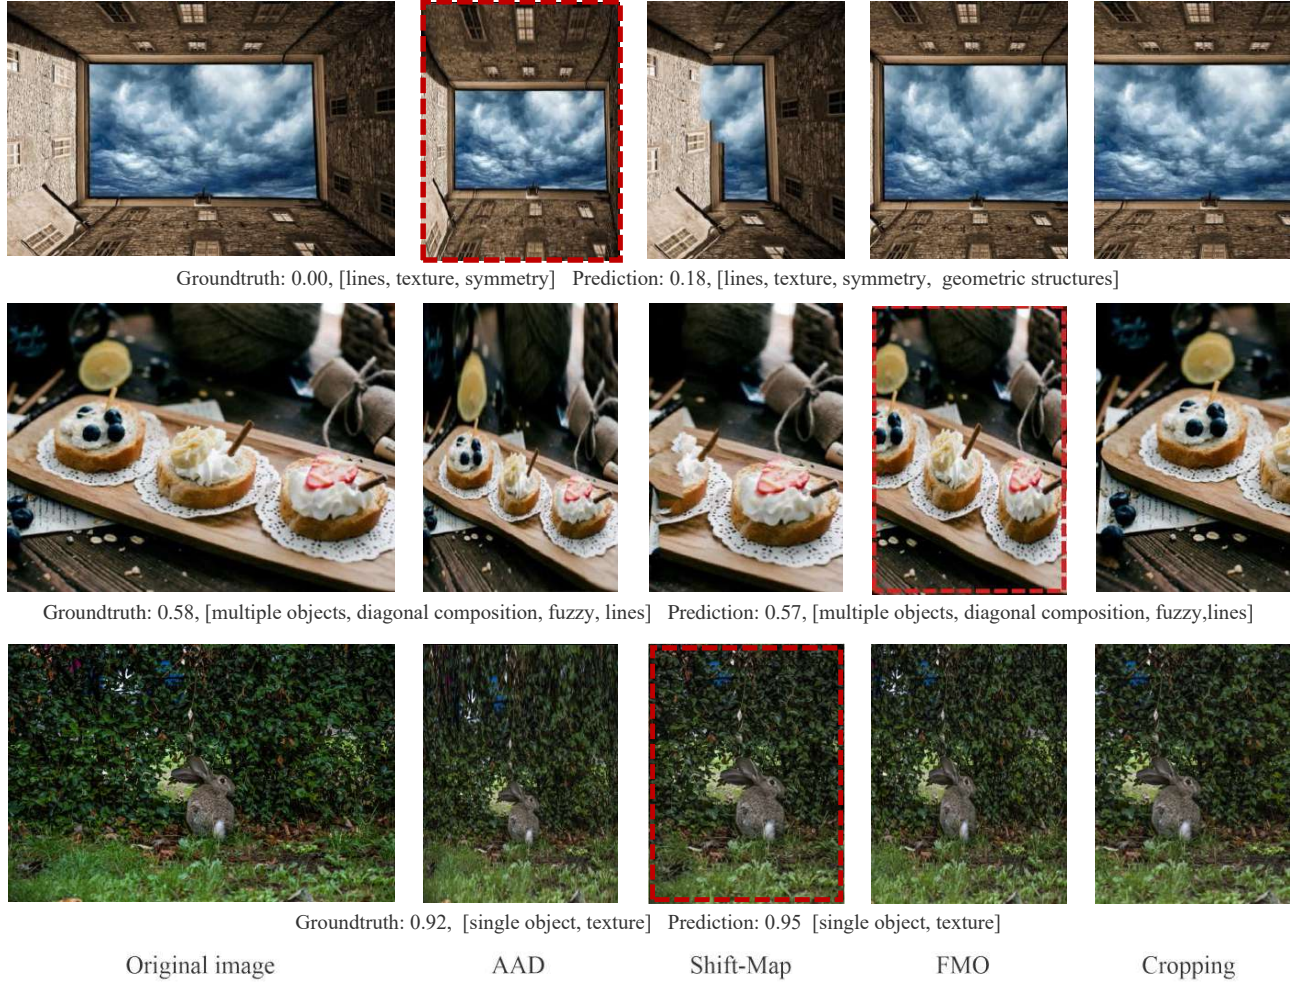 Groundtruth: 0.00, [lines, texture, symmetry]   Prediction: 0.18, [lines, texture, symmetry,  geometric structures]
Groundtruth: 0.58, [multiple objects, diagonal composition, fuzzy, lines]   Prediction: 0.57, [multiple objects, diagonal composition, fuzzy,lines]
Groundtruth: 0.92,  [single object, texture]   Prediction: 0.95  [single object, texture]
Original image   AAD   Shift-Map   FMO   Cropping